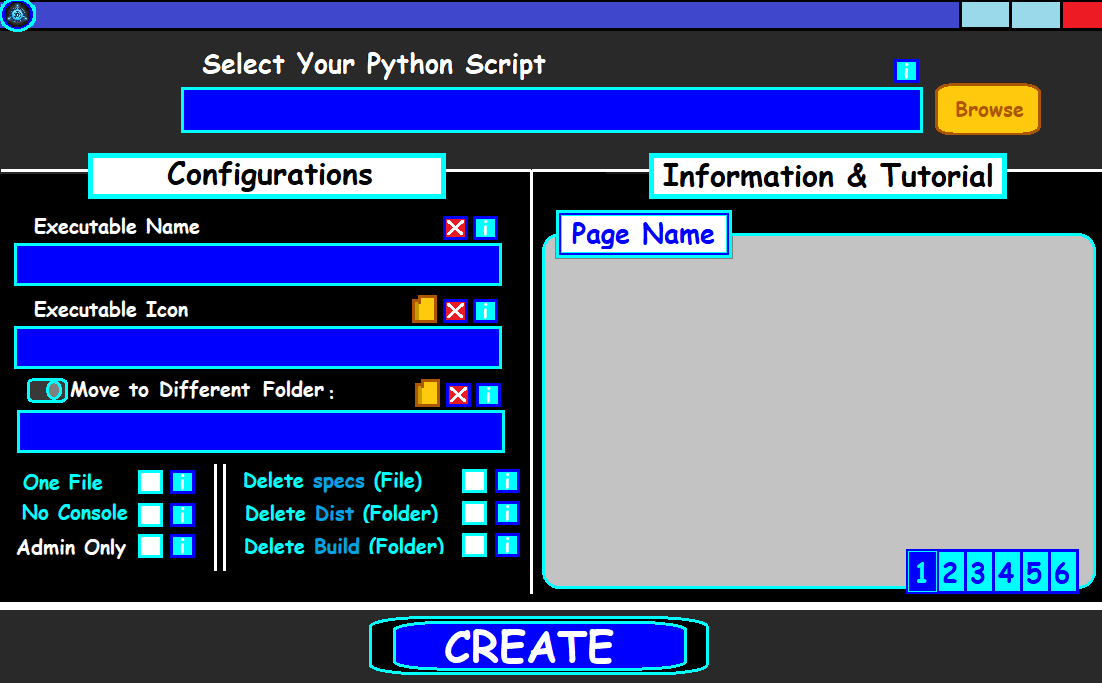 Select Your Python Script
i
Browse
Configurations
Information & Tutorial
Executable Name
i
Executable Icon
i
Move to Different Folder :
i
One File
i
No Console
i
Admin Only
i
Delete specs (File)
i
Delete Dist (Folder)
i
Delete Build (Folder)
i
Page Name
1 2 3 4 5 6
CREATE